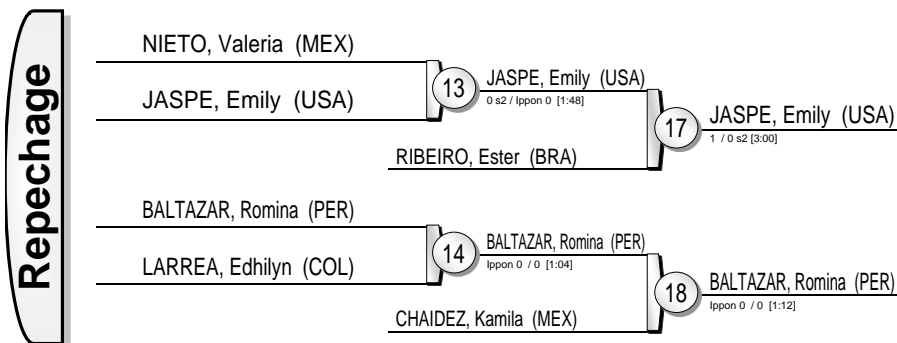 Repechage
NIETO, Valeria (MEX)
JASPE, Emily (USA)
13
JASPE, Emily (USA)
0 s2 / Ippon 0 [1:48]
RIBEIRO, Ester (BRA)
17
JASPE, Emily (USA)
1 / 0 s2 [3:00]
BALTAZAR, Romina (PER)
LARREA, Edhilyn (COL)
14
BALTAZAR, Romina (PER)
Ippon 0 / 0 [1:04]
CHAIDEZ, Kamila (MEX)
18
BALTAZAR, Romina (PER)
Ippon 0 / 0 [1:12]